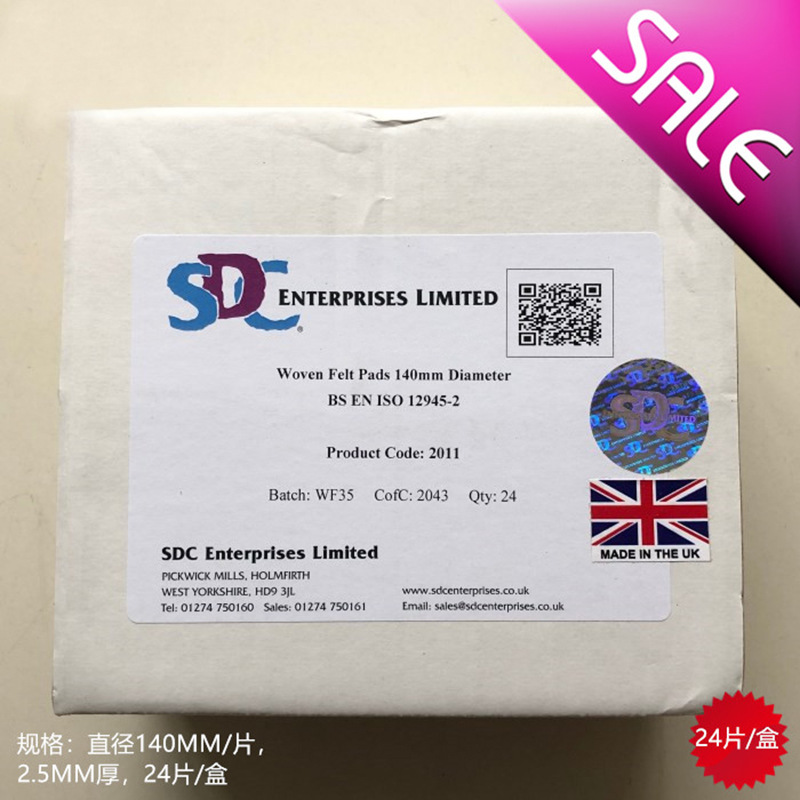 SALE
SDC ENTERPRISES LIMITED
®
Woven Felt Pads 140mm Diameter
BS EN ISO 12945-2
Product Code: 2011
Batch: WF35 CofC: 2043 Qty: 24
SDC
MADE IN THE UK
SDC Enterprises Limited
PICKWICK MILLS, HOLMFIRTH
WEST YORKSHIRE, HD9 3JL
www.sdcenterprises.co.uk
Tel: 01274 750160 Sales: 01274 750161
Email: sales@sdcenterprises.co.uk
规格：直径140MM/片，
2.5MM厚，24片/盒
24片/盒